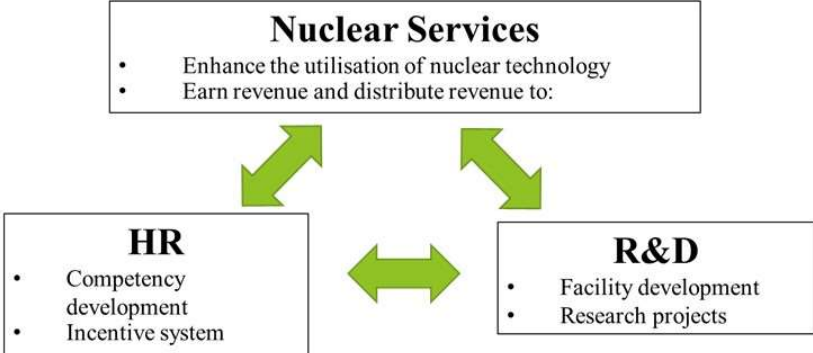 Nuclear Services
• Enhance the utilisation of nuclear technology
• Earn revenue and distribute revenue to:
HR
• Competency
development
• Incentive system
R&D
• Facility development
• Research projects